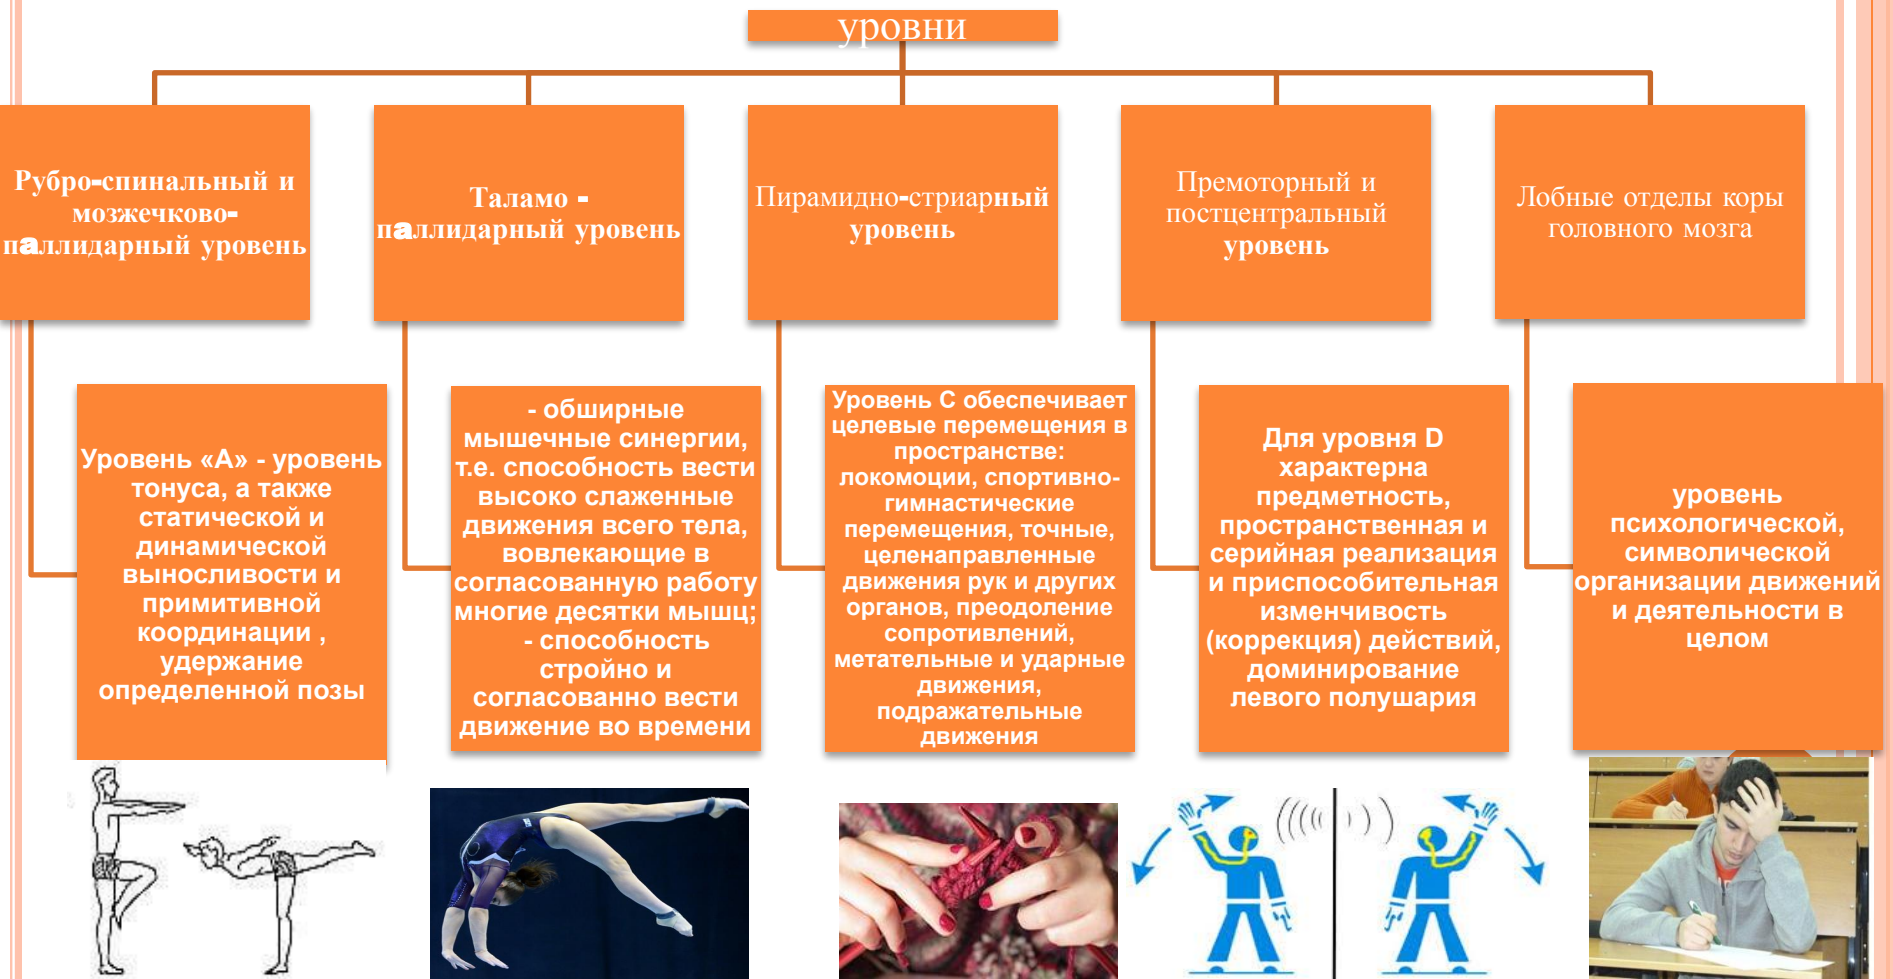 уровни
Рубро-спинальный и
мозжечково-
паллидарный уровень
Таламо -
паллидарный уровень
Пирамидно-стриарный
уровень
Премоторный и
постцентральный
уровень
Лобные отделы коры
головного мозга
Уровень «А» - уровень
тонуса, а также
статической и
динамической
выносливости и
примитивной
координации ,
удержание
определенной позы
- обширные
мышечные синергии,
т.е. способность вести
высоко слаженные
движения всего тела,
вовлекающие в
согласованную работу
многие десятки мышц;
- способность
стройно и
согласованно вести
движение во времени
Уровень С обеспечивает
целевые перемещения в
пространстве:
локомоции, спортивно-
гимнастические
перемещения, точные,
целенаправленные
движения рук и других
органов, преодоление
сопротивлений,
метательные и ударные
движения,
подражательные
движения
Для уровня D
характерна
предметность,
пространственная и
серийная реализация
и приспособительная
изменчивость
(коррекция) действий,
доминирование
левого полушария
уровень
психологической,
символической
организации движений
и деятельности в
целом